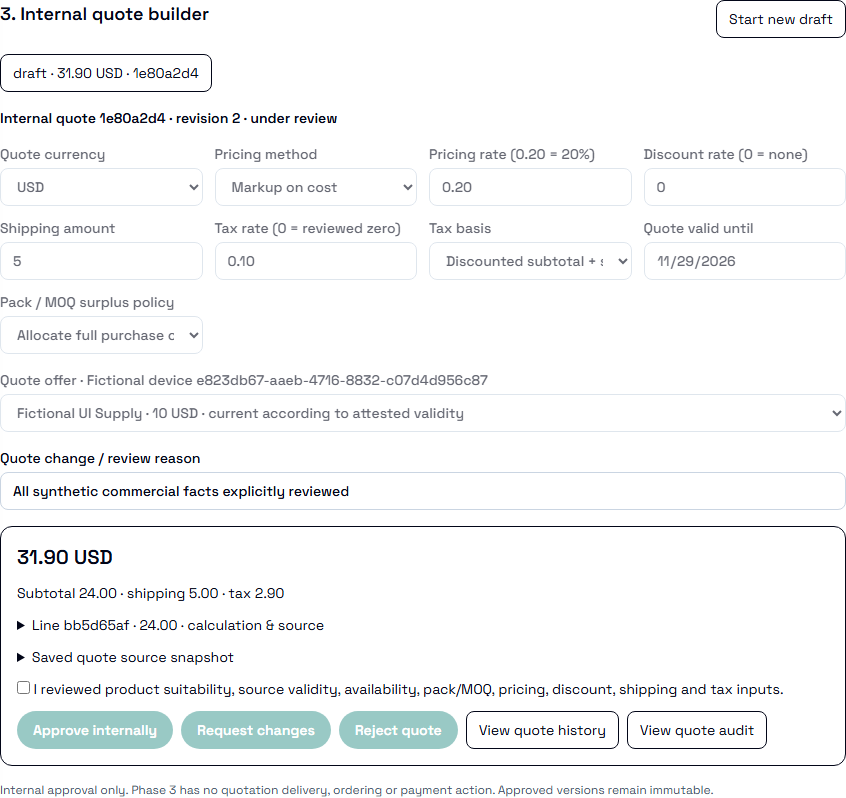 3. Internal quote builder
Start new draft
draft · 31.90 USD · 1e80a2d4
Internal quote 1e80a2d4 · revision 2 · under review
Quote currency
Pricing method
Pricing rate (0.20 = 20%)
Discount rate (0 = none)
USD
Markup on cost
0.20
0
Shipping amount
Tax rate (0 = reviewed zero)
Tax basis
Quote valid until
5
0.10
Discounted subtotal + s
11/29/2026
Pack / MOQ surplus policy
Allocate full purchase c
Quote offer · Fictional device e823db67-aaeb-4716-8832-c07d4d956c87
Fictional UI Supply · 10 USD · current according to attested validity
Quote change / review reason
All synthetic commercial facts explicitly reviewed
31.90 USD
Subtotal 24.00 · shipping 5.00 · tax 2.90
Line bb5d65af · 24.00 · calculation & source
Saved quote source snapshot
I reviewed product suitability, source validity, availability, pack/MOQ, pricing, discount, shipping and tax inputs.
Approve internally
Request changes
Reject quote
View quote history
View quote audit
Internal approval only. Phase 3 has no quotation delivery, ordering or payment action. Approved versions remain immutable.